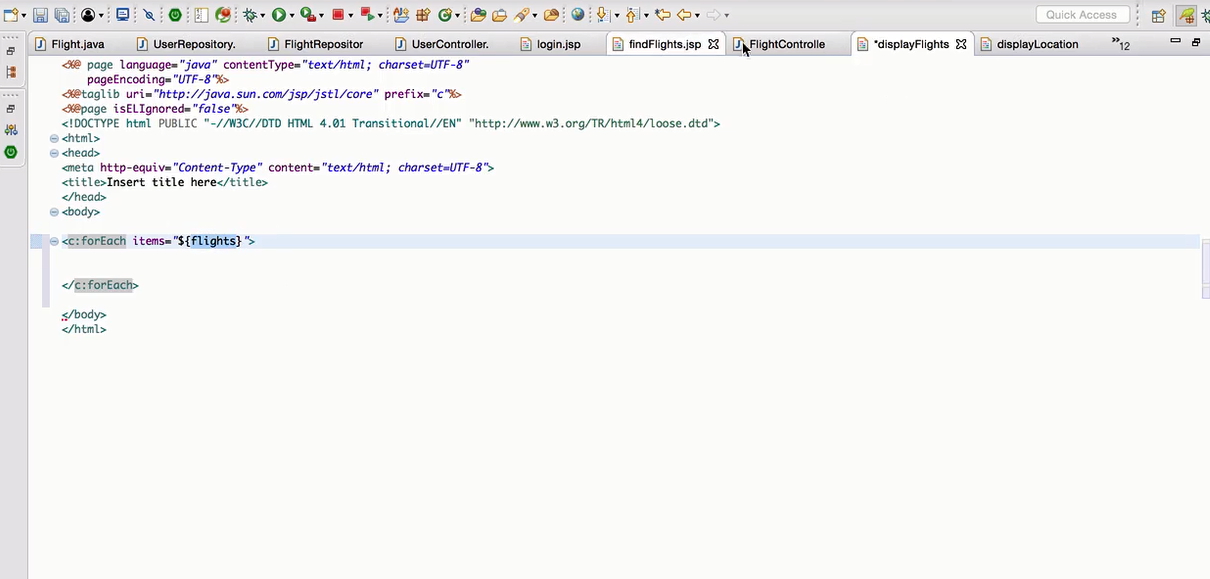 Quick Access
Flight.java
UserRepository.
FlightRepositor
UserController.
login.jsp
findFlights.jsp
FlightControlle
*displayFlights
displayLocation
»12
<%@ page language="java" contentType="text/html; charset=UTF-8"
pageEncoding="UTF-8"%>
<%@taglib uri="http://java.sun.com/jsp/jstl/core" prefix="c"%>
<%@page isELIgnored="false"%>
<!DOCTYPE html PUBLIC "-//W3C//DTD HTML 4.01 Transitional//EN" "http://www.w3.org/TR/html4/loose.dtd">
<html>
<head>
<meta http-equiv="Content-Type" content="text/html; charset=UTF-8">
<title>Insert title here</title>
</head>
<body>
<c:forEach items="${flights}">
</c:forEach>
</body>
</html>